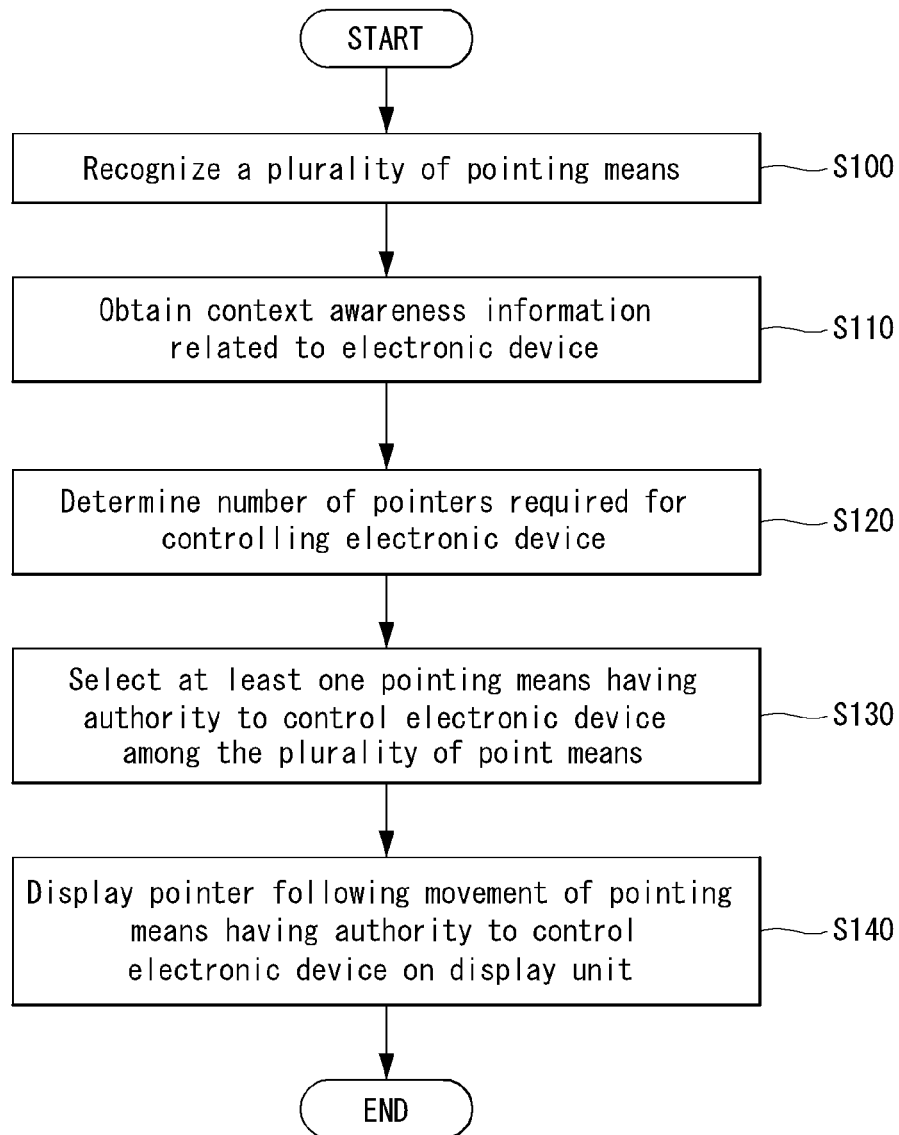 START
Recognize a plurality of pointing means
S100
Obtain context awareness information
related to electronic device
S110
Determine number of pointers required for
controlling electronic device
S120
Select at least one pointing means having
authority to control electronic device
among the plurality of point means
S130
Display pointer following movement of pointing
means having authority to control
electronic device on display unit
S140
END